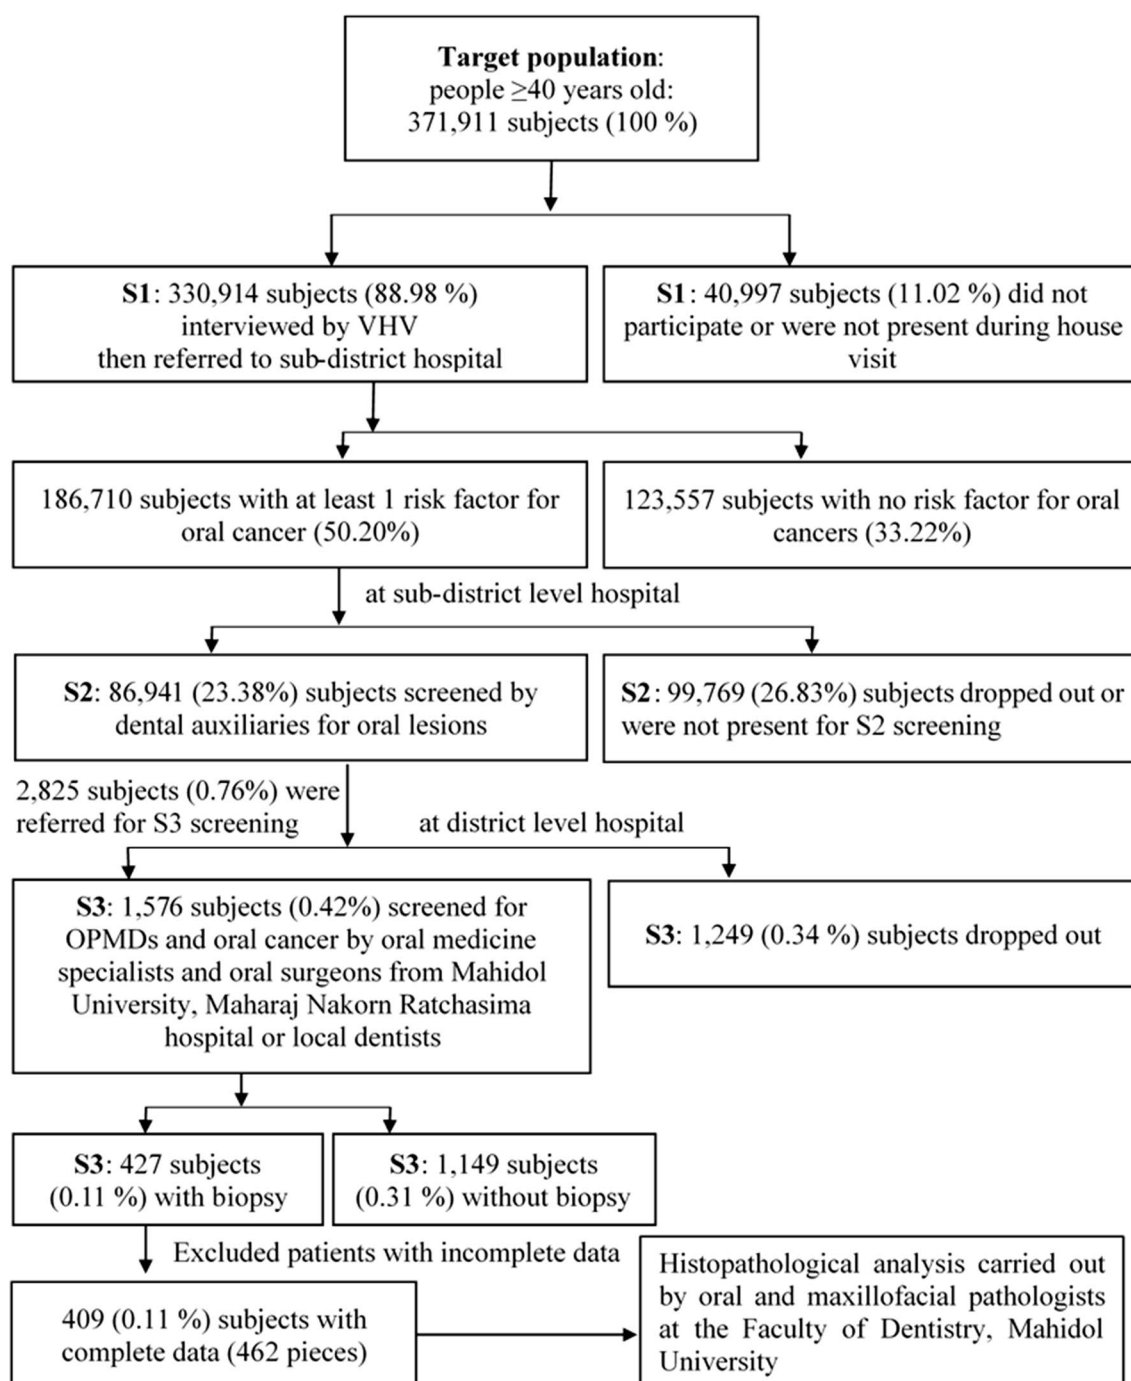 Target population:
people ≥40 years old:
371,911 subjects (100 %)
S1: 330,914 subjects (88.98 %)
interviewed by VHV
then referred to sub-district hospital
S1: 40,997 subjects (11.02 %) did not
participate or were not present during house
visit
186,710 subjects with at least 1 risk factor for
oral cancer (50.20%)
123,557 subjects with no risk factor for oral
cancers (33.22%)
at sub-district level hospital
S2: 86,941 (23.38%) subjects screened by
dental auxiliaries for oral lesions
S2: 99,769 (26.83%) subjects dropped out or
were not present for S2 screening
2,825 subjects (0.76%) were
referred for S3 screening
at district level hospital
S3: 1,576 subjects (0.42%) screened for
OPMDs and oral cancer by oral medicine
specialists and oral surgeons from Mahidol
University, Maharaj Nakorn Ratchasima
hospital or local dentists
S3: 1,249 (0.34 %) subjects dropped out
S3: 427 subjects
(0.11 %) with biopsy
S3: 1,149 subjects
(0.31 %) without biopsy
Excluded patients with incomplete data
409 (0.11 %) subjects with
complete data (462 pieces)
Histopathological analysis carried out
by oral and maxillofacial pathologists
at the Faculty of Dentistry, Mahidol
University